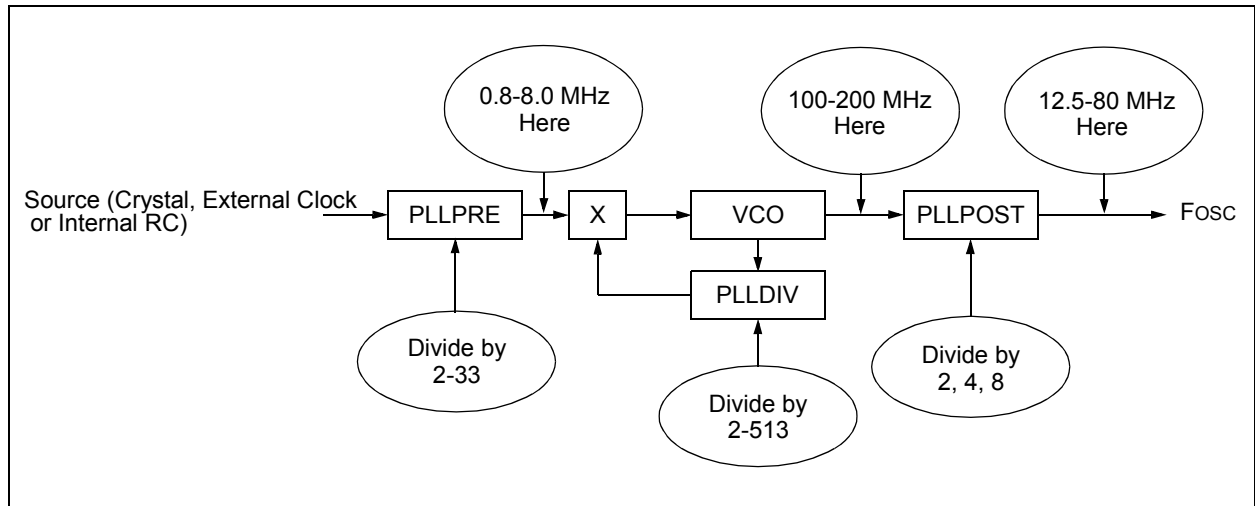 0.8-8.0 MHz
Here
100-200 MHz
Here
12.5-80 MHz
Here
Source (Crystal, External Clock
or Internal RC)
PLLPRE
X
VCO
PLLPOST
FOSC
PLLDIV
Divide by
2-33
Divide by
2-513
Divide by
2, 4, 8